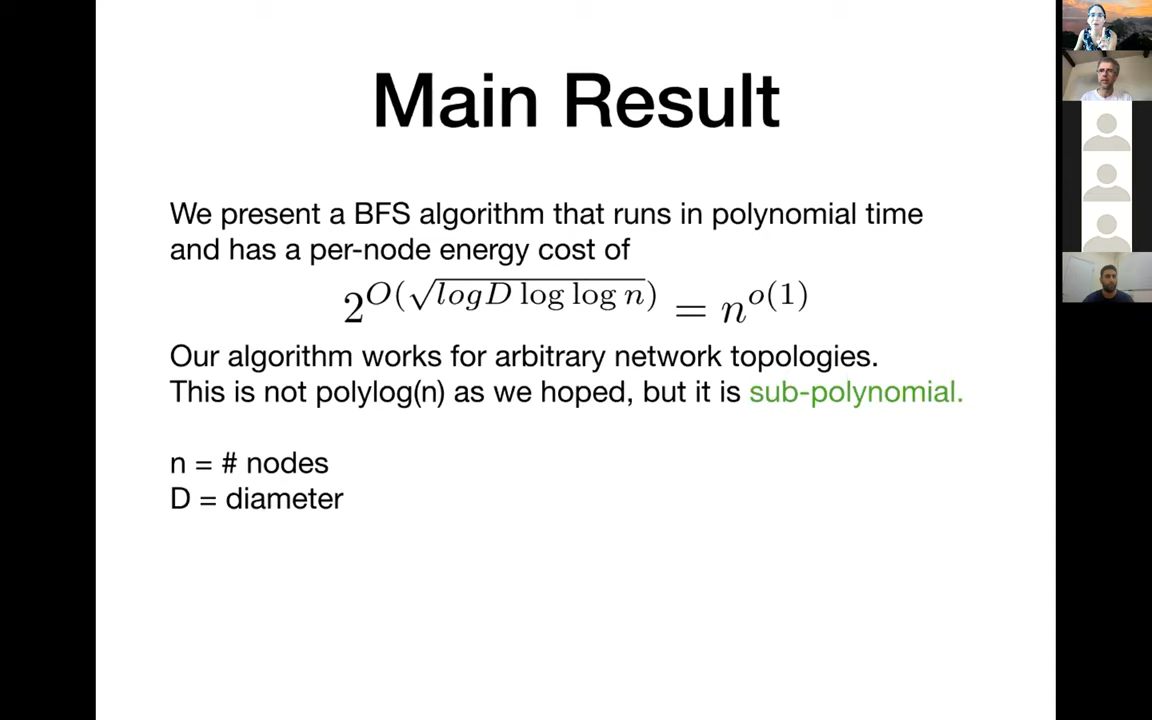 Main Result
We present a BFS algorithm that runs in polynomial time
and has a per-node energy cost of
2^{O(\sqrt{logD log log n})} = n^{o(1)}
Our algorithm works for arbitrary network topologies.
This is not polylog(n) as we hoped, but it is sub-polynomial.
n = # nodes
D = diameter